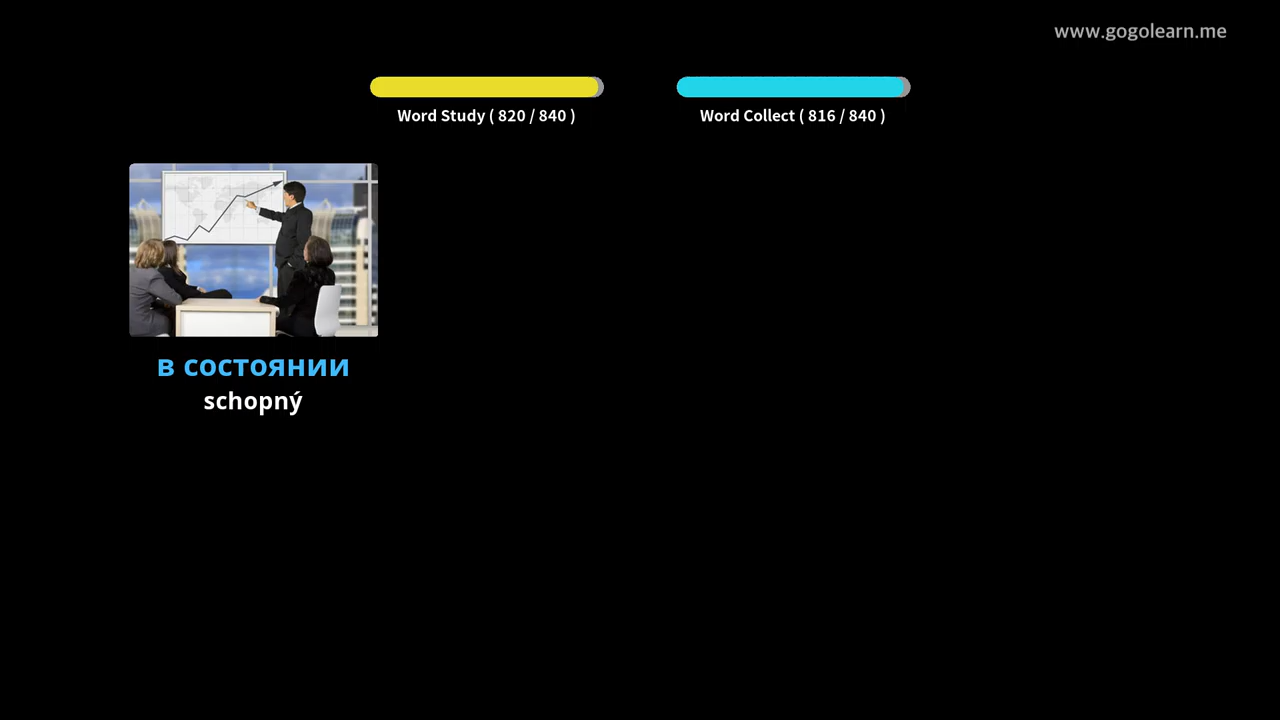 www.gogolearn.me
Word Study ( 820 / 840 )
Word Collect ( 816 / 840 )
в состоянии
schopný